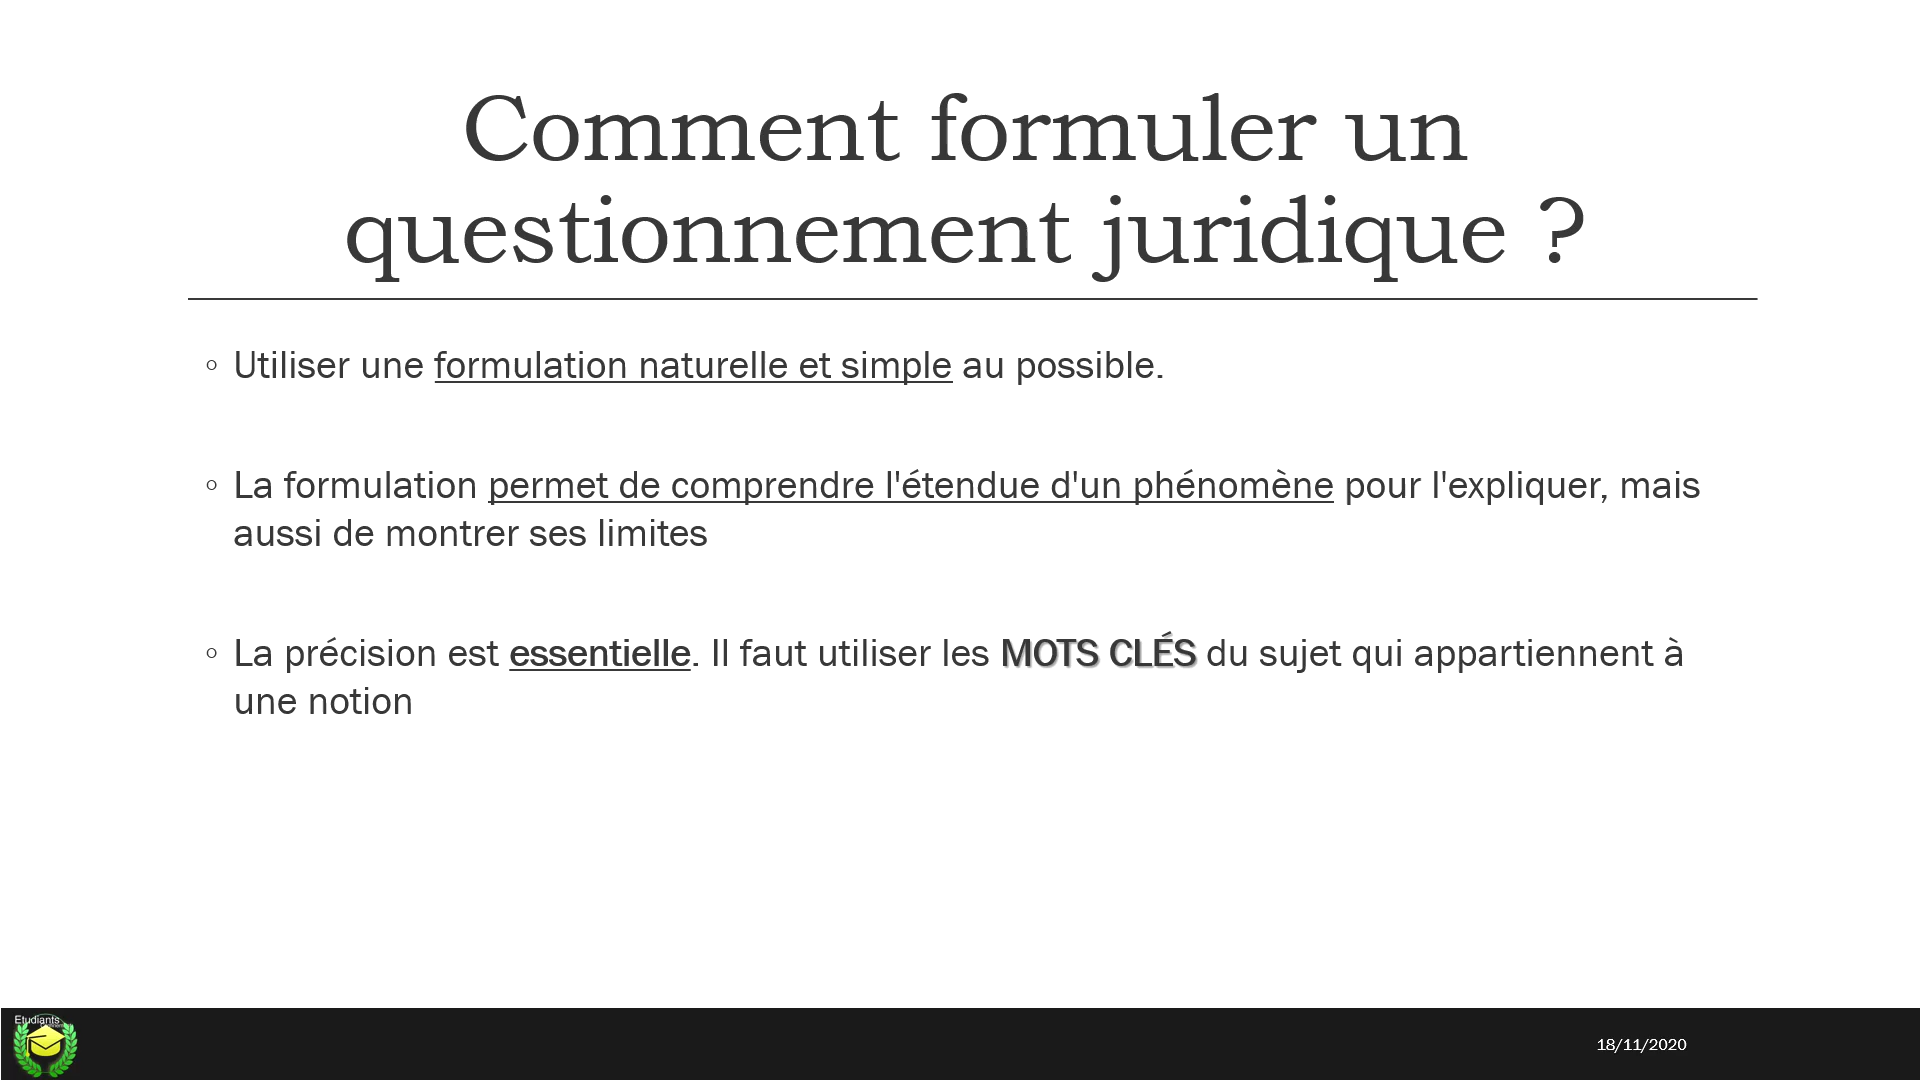 Comment formuler un
questionnement juridique ?
◦ Utiliser une formulation naturelle et simple au possible.
◦ La formulation permet de comprendre l'étendue d'un phénomène pour l'expliquer, mais
aussi de montrer ses limites
◦ La précision est essentielle. Il faut utiliser les MOTS CLÉS du sujet qui appartiennent à
une notion
Etudiants
18/11/2020